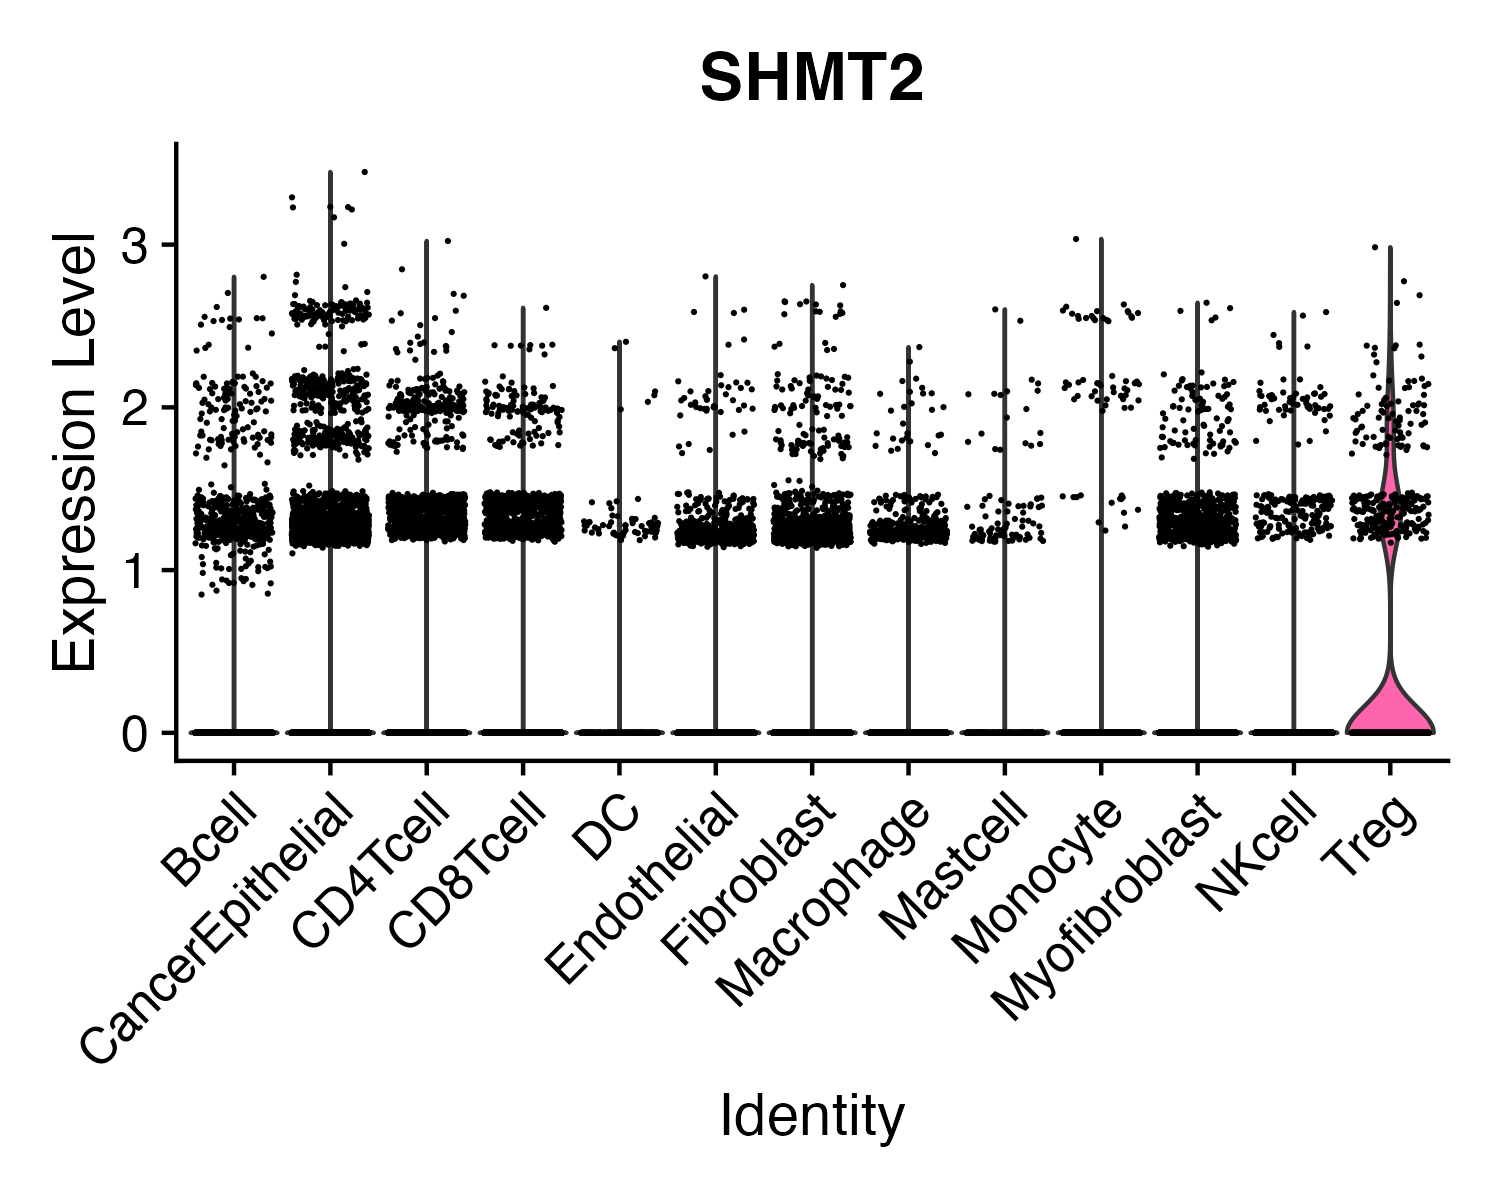 SHMT2
Expression Level
3
2
1
0
Bcell
CancerEpithelial
CD4Tcell
CD8Tcell
DC
Endothelial
Fibroblast
Macrophage
Mastcell
Monocyte
Myofibroblast
NKcell
Treg
Identity